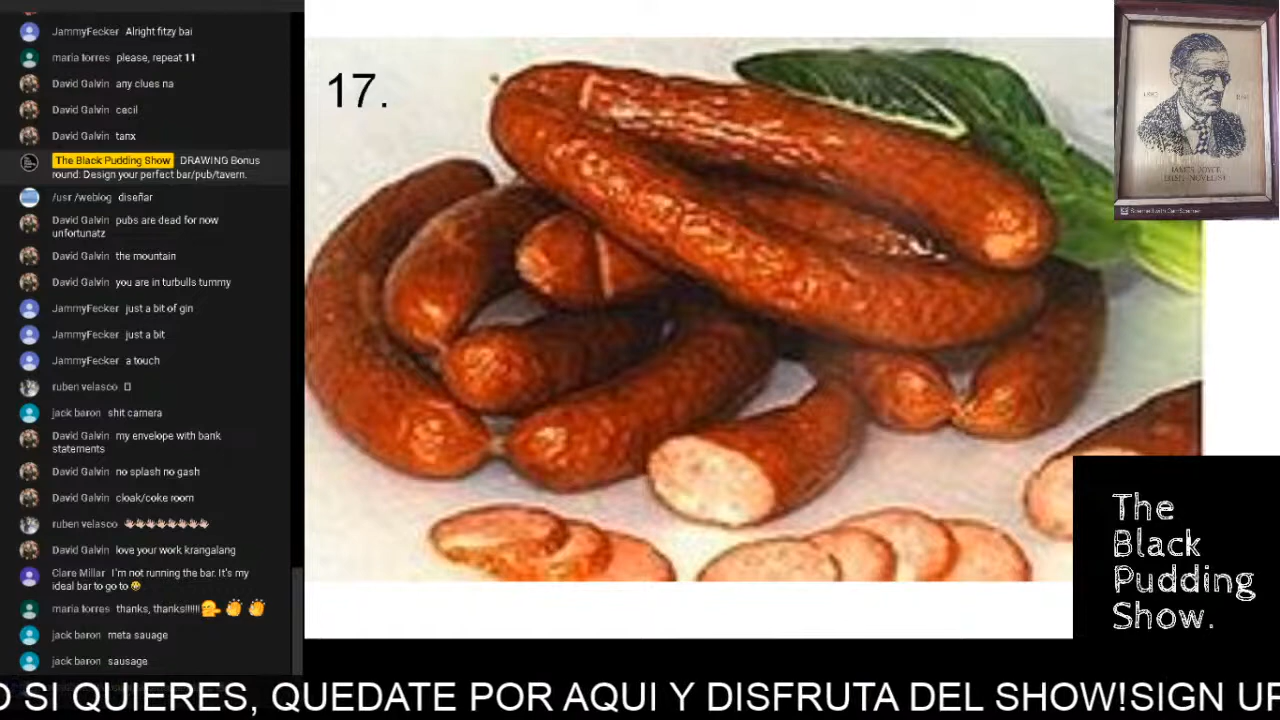 JammyFecker Alright fitzy bai
maria torres please, repeat 11
David Galvin any clues na
David Galvin cecil
David Galvin tanx
The Black Pudding Show DRAWING Bonus
round: Design your perfect bar/pub/tavern.
/usr /weblog diseñar
David Galvin pubs are dead for now
unfortunatz
David Galvin the mountain
David Galvin you are in turbulls tummy
JammyFecker just a bit of gin
JammyFecker just a bit
JammyFecker a touch
ruben velasco
jack baron shit camera
David Galvin my envelope with bank
statements
David Galvin no splash no gash
David Galvin cloak/coke room
ruben velasco 👋🏻👋🏻👋🏻👋🏻👋🏻👋🏻👋🏻👋🏻
David Galvin love your work krangalang
Clare Millar I'm not running the bar. It's my
ideal bar to go to 🤣
maria torres thanks, thanks!!!!!! 🤗 👏 👏
jack baron meta sauage
jack baron sausage
17.
JAMES JOYCE
IRISH NOVELIST
Scanned with CamScanner
The
Black
Pudding
Show.
O SI QUIERES, QUEDATE POR AQUI Y DISFRUTA DEL SHOW!SIGN UP